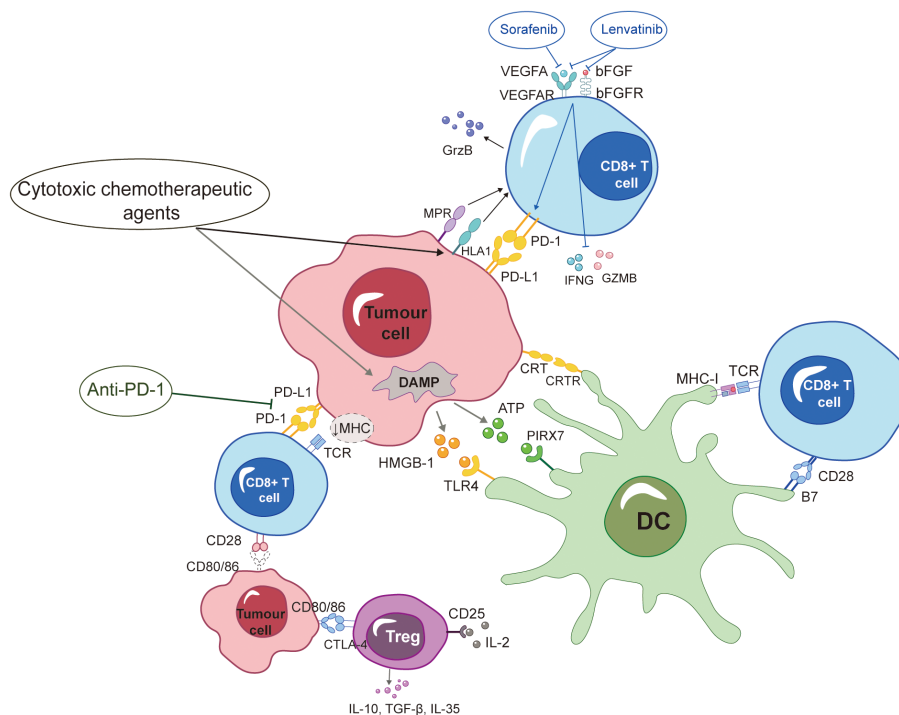 Sorafenib
Lenvatinib
VEGFA
bFGF
VEGFAR
bFGFR
GrzB
CD8+ T
cell
Cytotoxic chemotherapeutic
agents
MPR
HLA1
PD-1
PD-L1
IFNG
GZMB
Tumour
cell
CRT
CRTR
MHC-I
TCR
CD8+ T
cell
DAMP
Anti-PD-1
PD-L1
PD-1
↓MHC
TCR
ATP
PIRX7
HMGB-1
TLR4
CD28
B7
DC
CD8+ T
cell
CD28
CD80/86
Tumour
cell
CD80/86
CTLA-4
Treg
CD25
IL-2
IL-10, TGF-β, IL-35